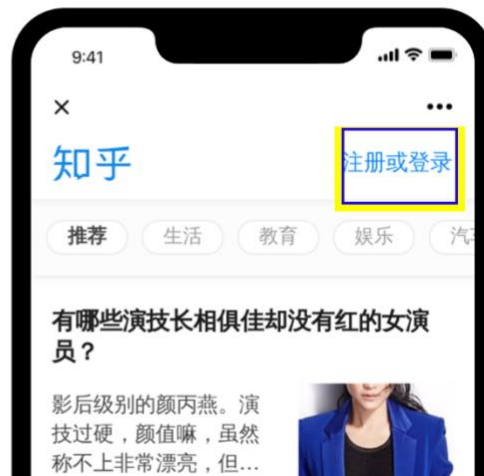 9:41
知乎
注册或登录
推荐 生活 教育 娱乐 汽车
有哪些演技长相俱佳却没有红的女演
员？
影后级别的颜丙燕。演
技过硬，颜值嘛，虽然
称不上非常漂亮，但…